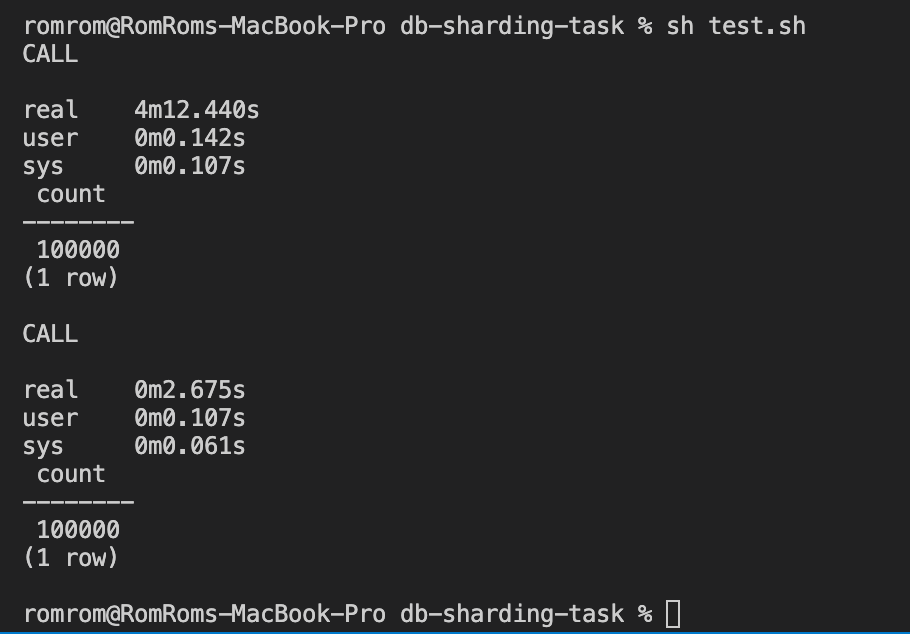 romrom@RomRoms-MacBook-Pro db-sharding-task % sh test.sh
CALL
real 4m12.440s
user 0m0.142s
sys 0m0.107s
count
--------
100000
(1 row)
CALL
real 0m2.675s
user 0m0.107s
sys 0m0.061s
count
--------
100000
(1 row)
romrom@RomRoms-MacBook-Pro db-sharding-task %